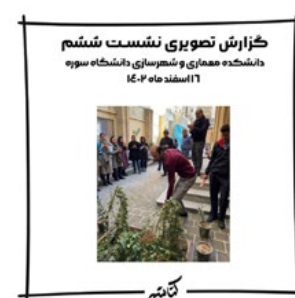 گزارش تصویری نشست ششم
دانشکده معماری و شهرسازی دانشگاه سوره
۱۶ اسفند ماه ۱۴۰۲